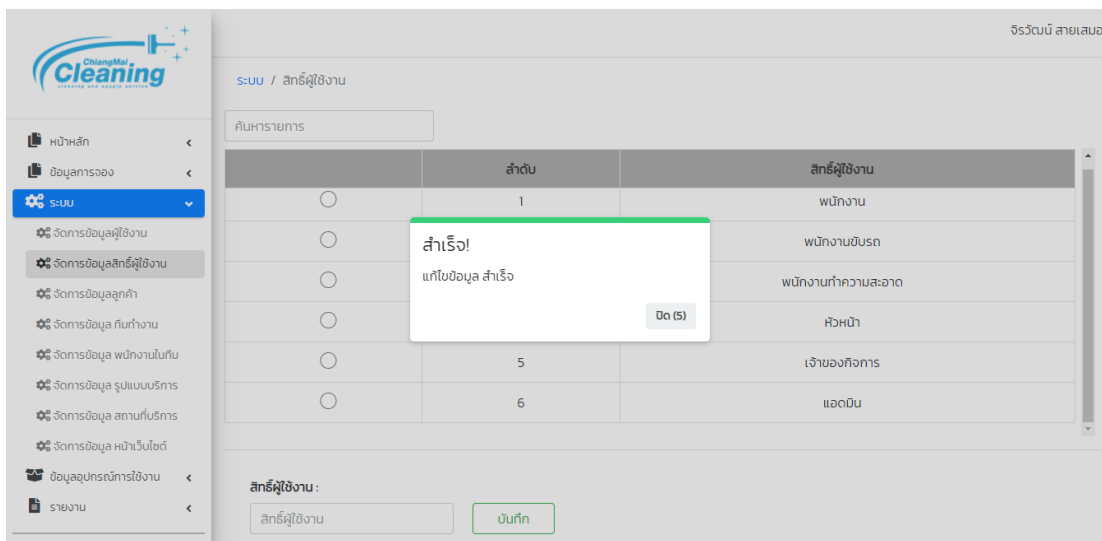 จิรวัฒน์ สายเสมอ
ChiangMai
Cleaning
cleaning and supply service
ระบบ / สิทธิ์ผู้ใช้งาน
ค้นหารายการ
หน้าหลัก
ข้อมูลการจอง
ระบบ
จัดการข้อมูลผู้ใช้งาน
จัดการข้อมูลสิทธิ์ผู้ใช้งาน
จัดการข้อมูลลูกค้า
จัดการข้อมูล ทีมทำงาน
จัดการข้อมูล พนักงานในทีม
จัดการข้อมูล รูปแบบบริการ
จัดการข้อมูล สถานที่บริการ
จัดการข้อมูล หน้าเว็บไซต์
ข้อมูลอุปกรณ์การใช้งาน
รายงาน
ลำดับ สิทธิ์ผู้ใช้งาน
1 พนักงาน
พนักงานขับรถ
พนักงานทำความสะอาด
หัวหน้า
5 เจ้าของกิจการ
6 แอดมิน
สำเร็จ!
แก้ไขข้อมูล สำเร็จ
ปิด (5)
สิทธิ์ผู้ใช้งาน :
สิทธิ์ผู้ใช้งาน บันทึก